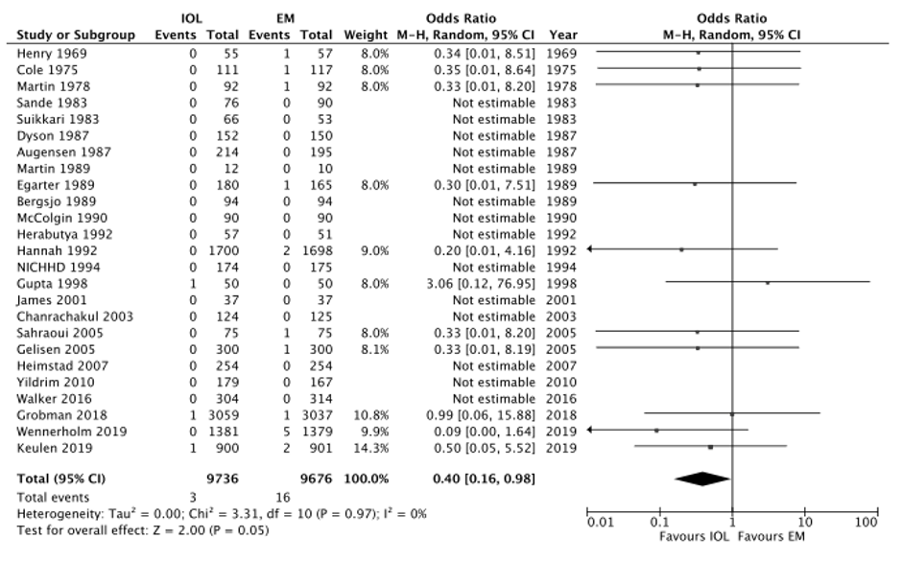 IOL EM Odds Ratio Odds Ratio
Study or Subgroup Events Total Events Total Weight M-H, Random, 95% CI Year M-H, Random, 95% CI
Henry 1969 0 55 1 57 8.0% 0.34 [0.01, 8.51] 1969
Cole 1975 0 111 1 117 8.0% 0.35 [0.01, 8.64] 1975
Martin 1978 0 92 1 92 8.0% 0.33 [0.01, 8.20] 1978
Sande 1983 0 76 0 90 Not estimable 1983
Suikkari 1983 0 66 0 53 Not estimable 1983
Dyson 1987 0 152 0 150 Not estimable 1987
Augensen 1987 0 214 0 195 Not estimable 1987
Martin 1989 0 12 0 10 Not estimable 1989
Egarter 1989 0 180 1 165 8.0% 0.30 [0.01, 7.51] 1989
Bergsjo 1989 0 94 0 94 Not estimable 1989
McColgin 1990 0 90 0 90 Not estimable 1990
Herabutya 1992 0 57 0 51 Not estimable 1992
Hannah 1992 0 1700 2 1698 9.0% 0.20 [0.01, 4.16] 1992
NICHHD 1994 0 174 0 175 Not estimable 1994
Gupta 1998 1 50 0 50 8.0% 3.06 [0.12, 76.95] 1998
James 2001 0 37 0 37 Not estimable 2001
Chanrachakul 2003 0 124 0 125 Not estimable 2003
Sahraoui 2005 0 75 1 75 8.0% 0.33 [0.01, 8.20] 2005
Gelisen 2005 0 300 1 300 8.1% 0.33 [0.01, 8.19] 2005
Heimstad 2007 0 254 0 254 Not estimable 2007
Yildrim 2010 0 179 0 167 Not estimable 2010
Walker 2016 0 304 0 314 Not estimable 2016
Grobman 2018 1 3059 1 3037 10.8% 0.99 [0.06, 15.88] 2018
Wennerholm 2019 0 1381 5 1379 9.9% 0.09 [0.00, 1.64] 2019
Keulen 2019 1 900 2 901 14.3% 0.50 [0.05, 5.52] 2019
Total (95% CI) 9736 9676 100.0% 0.40 [0.16, 0.98]
Total events 3 16
Heterogeneity: Tau² = 0.00; Chi² = 3.31, df = 10 (P = 0.97); I² = 0%
Test for overall effect: Z = 2.00 (P = 0.05)
0.01 0.1 1 10 100
Favours IOL Favours EM